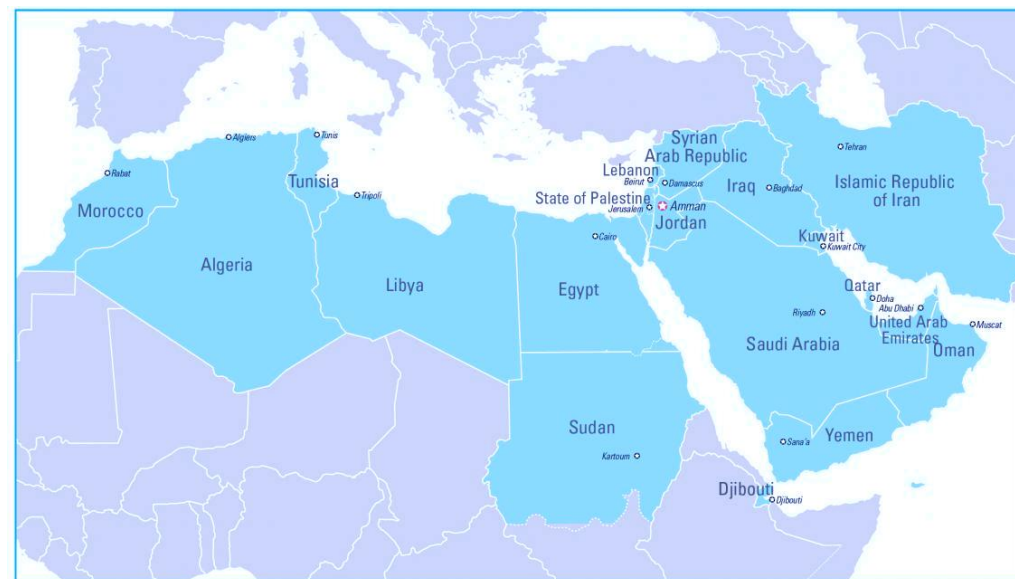 Algiers
Tunis
Rabat
Morocco
Tunisia
Tripoli
Algeria
Libya
Syrian
Arab Republic
Lebanon
Beirut
Damascus
State of Palestine
Jerusalem
Amman
Jordan
Iraq
Baghdad
Tehran
Islamic Republic
of Iran
Cairo
Egypt
Kuwait
Kuwait City
Qatar
Doha
Abu Dhabi
United Arab
Emirates
Muscat
Oman
Riyadh
Saudi Arabia
Sudan
Kartoum
Sana'a
Yemen
Djibouti
Djibouti